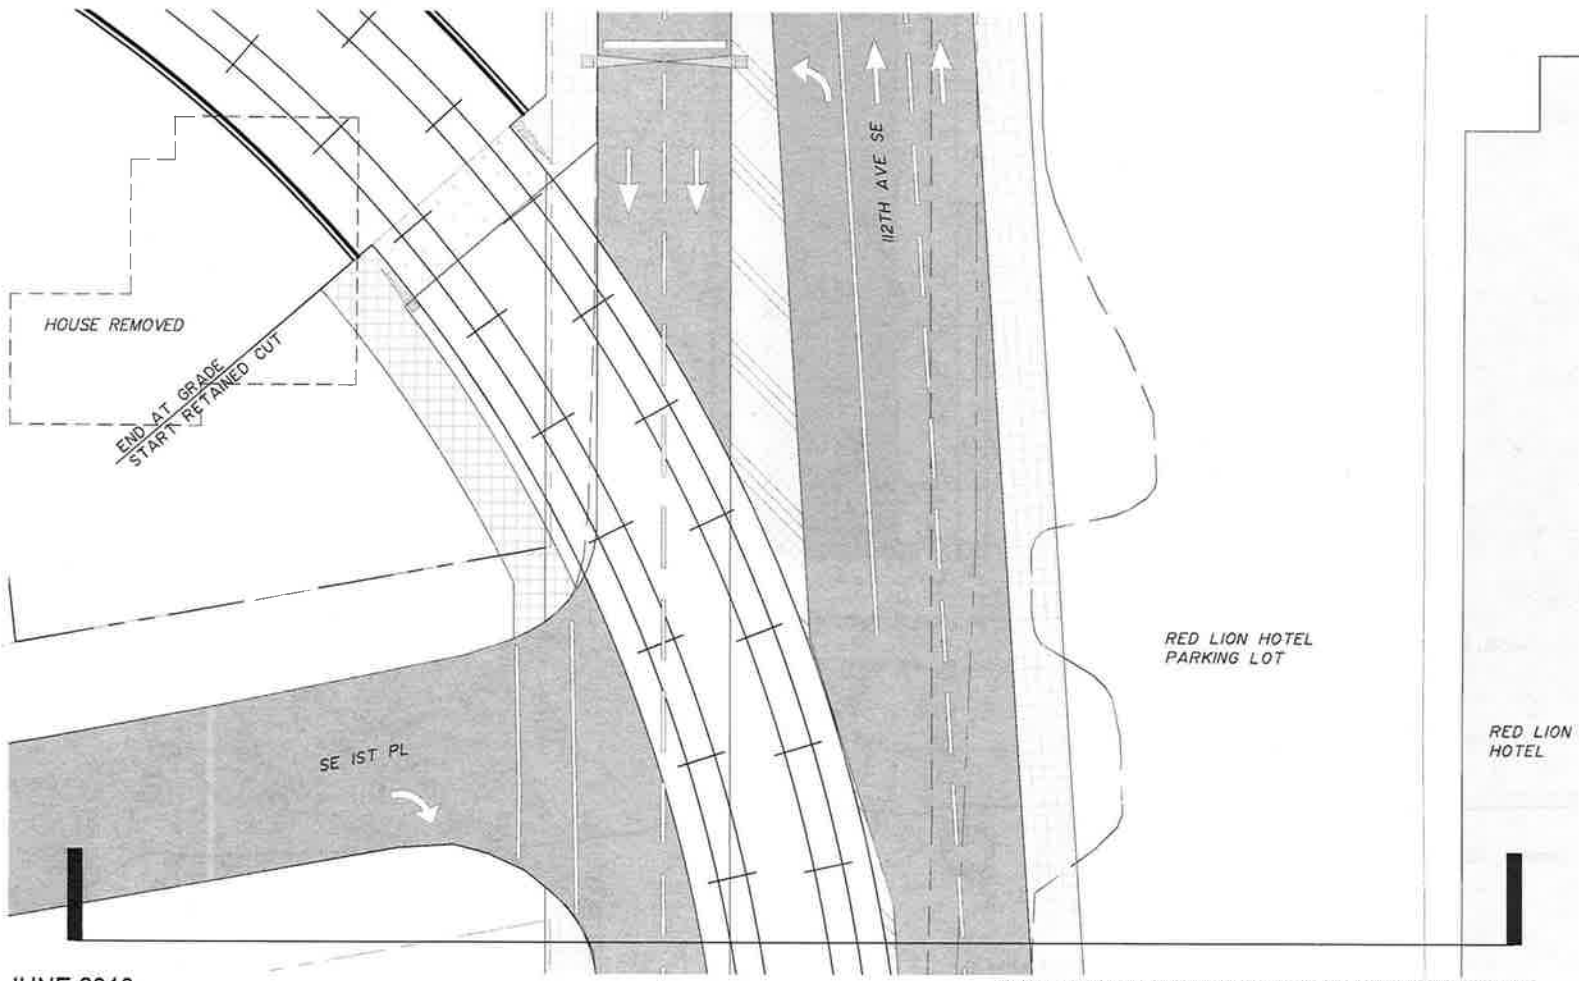 112TH AVE SE
HOUSE REMOVED
END AT GRADE
START RETAINED CUT
RED LION HOTEL
PARKING LOT
RED LION
HOTEL
SE 1ST PL